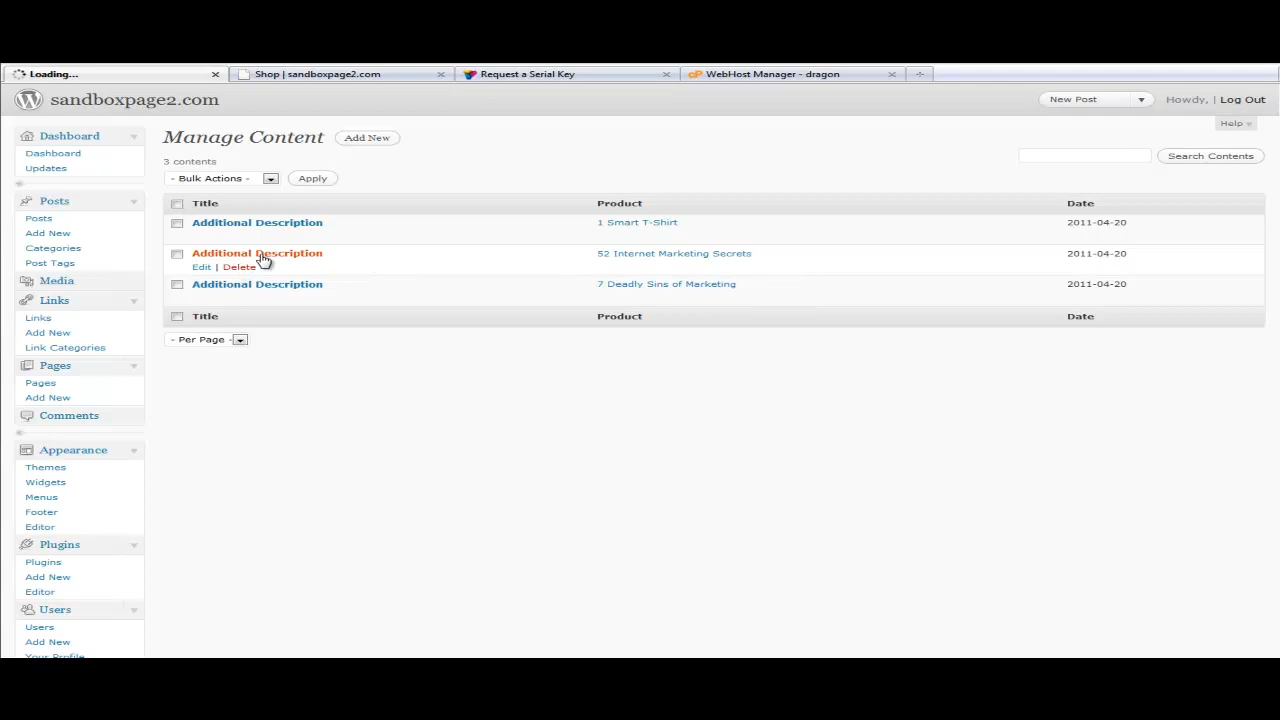 Loading...
Shop | sandboxpage2.com
Request a Serial Key
cP WebHost Manager - dragon
sandboxpage2.com
New Post
Howdy, | Log Out
Help
Dashboard
Dashboard
Updates
Posts
Posts
Add New
Categories
Post Tags
Media
Links
Links
Add New
Link Categories
Pages
Pages
Add New
Comments
Appearance
Themes
Widgets
Menus
Footer
Editor
Plugins
Plugins
Add New
Editor
Users
Users
Add New
Your Profile
Manage Content Add New
3 contents
- Bulk Actions - Apply
Search Contents
Title Product Date
Additional Description 1 Smart T-Shirt 2011-04-20
Additional Description 52 Internet Marketing Secrets 2011-04-20
Edit | Delete
Additional Description 7 Deadly Sins of Marketing 2011-04-20
Title Product Date
- Per Page -